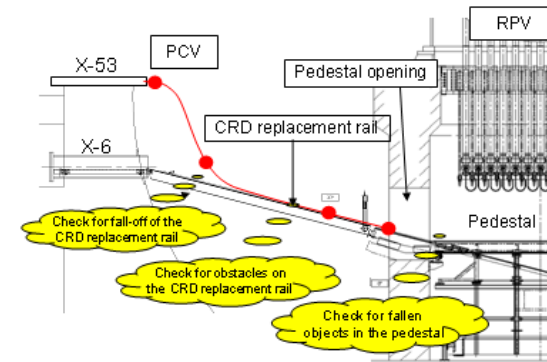 RPV
PCV
X-53
Pedestal opening
CRD replacement rail
X-6
Pedestal
Check for fall-off of the
CRD replacement rail
Check for obstacles on
the CRD replacement rail
Check for fallen
objects in the pedestal